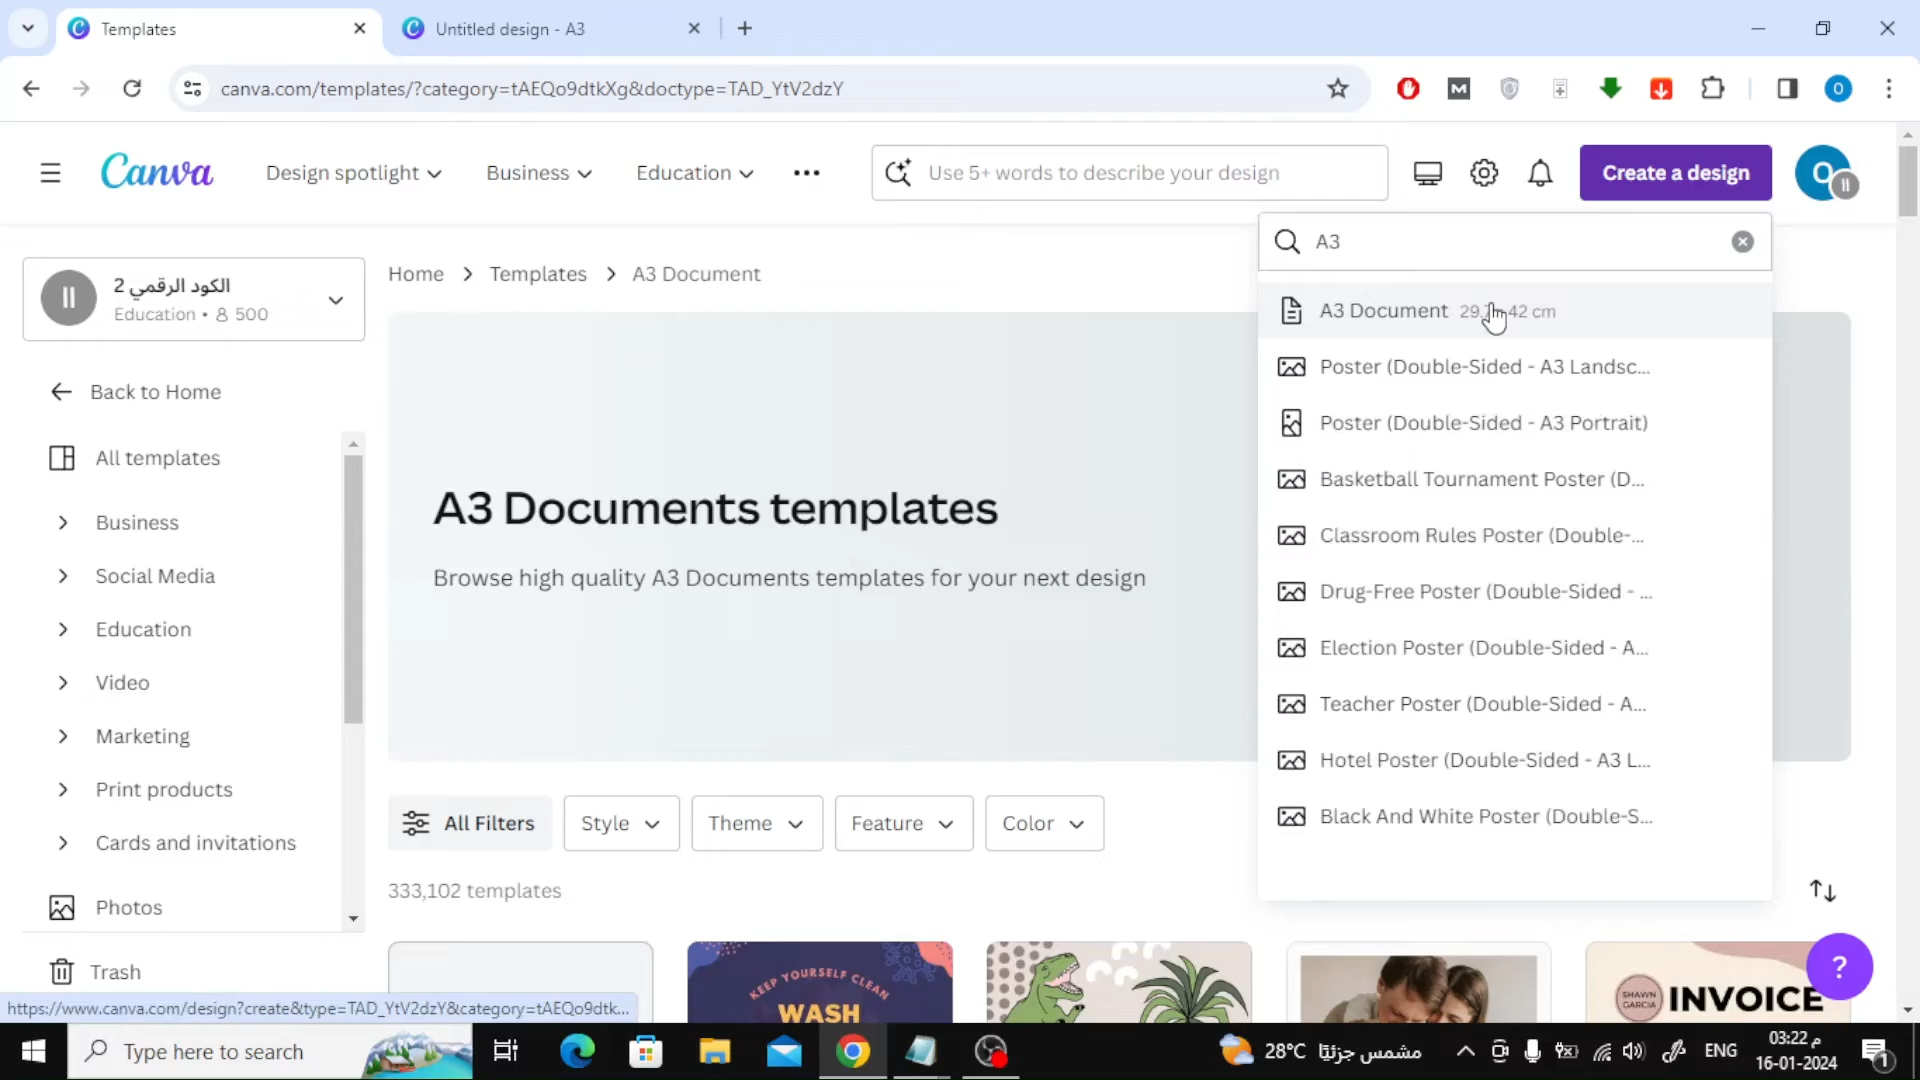 Templates
Untitled design - A3
canva.com/templates/?category=tAEQo9dtkXg&doctype=TAD_YtV2dzY
Canva
Design spotlight
Business
Education
Use 5+ words to describe your design
Create a design
O
A3
الكود الرقمي 2
Education • 500
Home > Templates > A3 Document
A3 Document
Poster (Double-Sided - A3 Landsc...
Poster (Double-Sided - A3 Portrait)
Basketball Tournament Poster (D...
Classroom Rules Poster (Double-...
Drug-Free Poster (Double-Sided - ...
Election Poster (Double-Sided - A...
Teacher Poster (Double-Sided - A...
Hotel Poster (Double-Sided - A3 L...
Black And White Poster (Double-S...
Back to Home
All templates
Business
Social Media
Education
Video
Marketing
Print products
Cards and invitations
Photos
Trash
A3 Documents templates
Browse high quality A3 Documents templates for your next design
All Filters
Style
Theme
Feature
Color
333,102 templates
KEEP YOURSELF CLEAN
WASH
SHAWN
GARCIA
INVOICE
?
https://www.canva.com/design?create&type=TAD_YtV2dzY&category=tAEQo9dtk...
Type here to search
28°C مشمس جزئيًا
ENG
03:22 م
16-01-2024
1